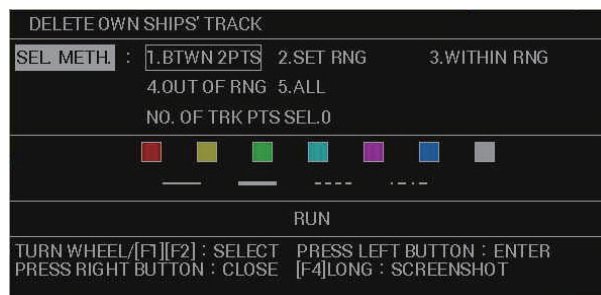 DELETE OWN SHIPS' TRACK
SEL. METH. : 1.BTWN 2PTS 2.SET RNG 3.WITHIN RNG
4.OUT OF RNG 5.ALL
NO. OF TRK PTS SEL.0
RUN
TURN WHEEL/[F1][F2] : SELECT PRESS LEFT BUTTON : ENTER
PRESS RIGHT BUTTON : CLOSE [F4]LONG : SCREENSHOT